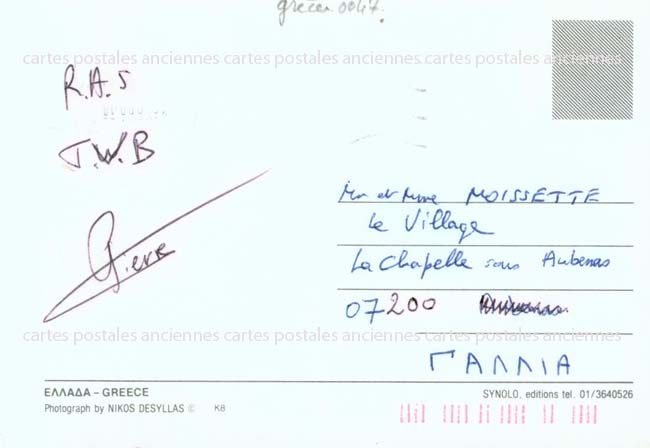 grece 0047
cartes postales anciennes cartes postales anciennes cartes postales anciennes
R.A.S
T.W.B
Pierre
Mr et Mme MOISSETTE
Le Village
La Chapelle sous Aubenas
07200
cartes postales anciennes cartes postales anciennes cartes postales anciennes
ΓΑΛΛΙΑ
ΕΛΛΑΔΑ – GREECE
Photograph by NIKOS DESYLLAS © K8
SYNOLO, editions tel. 01/3640526